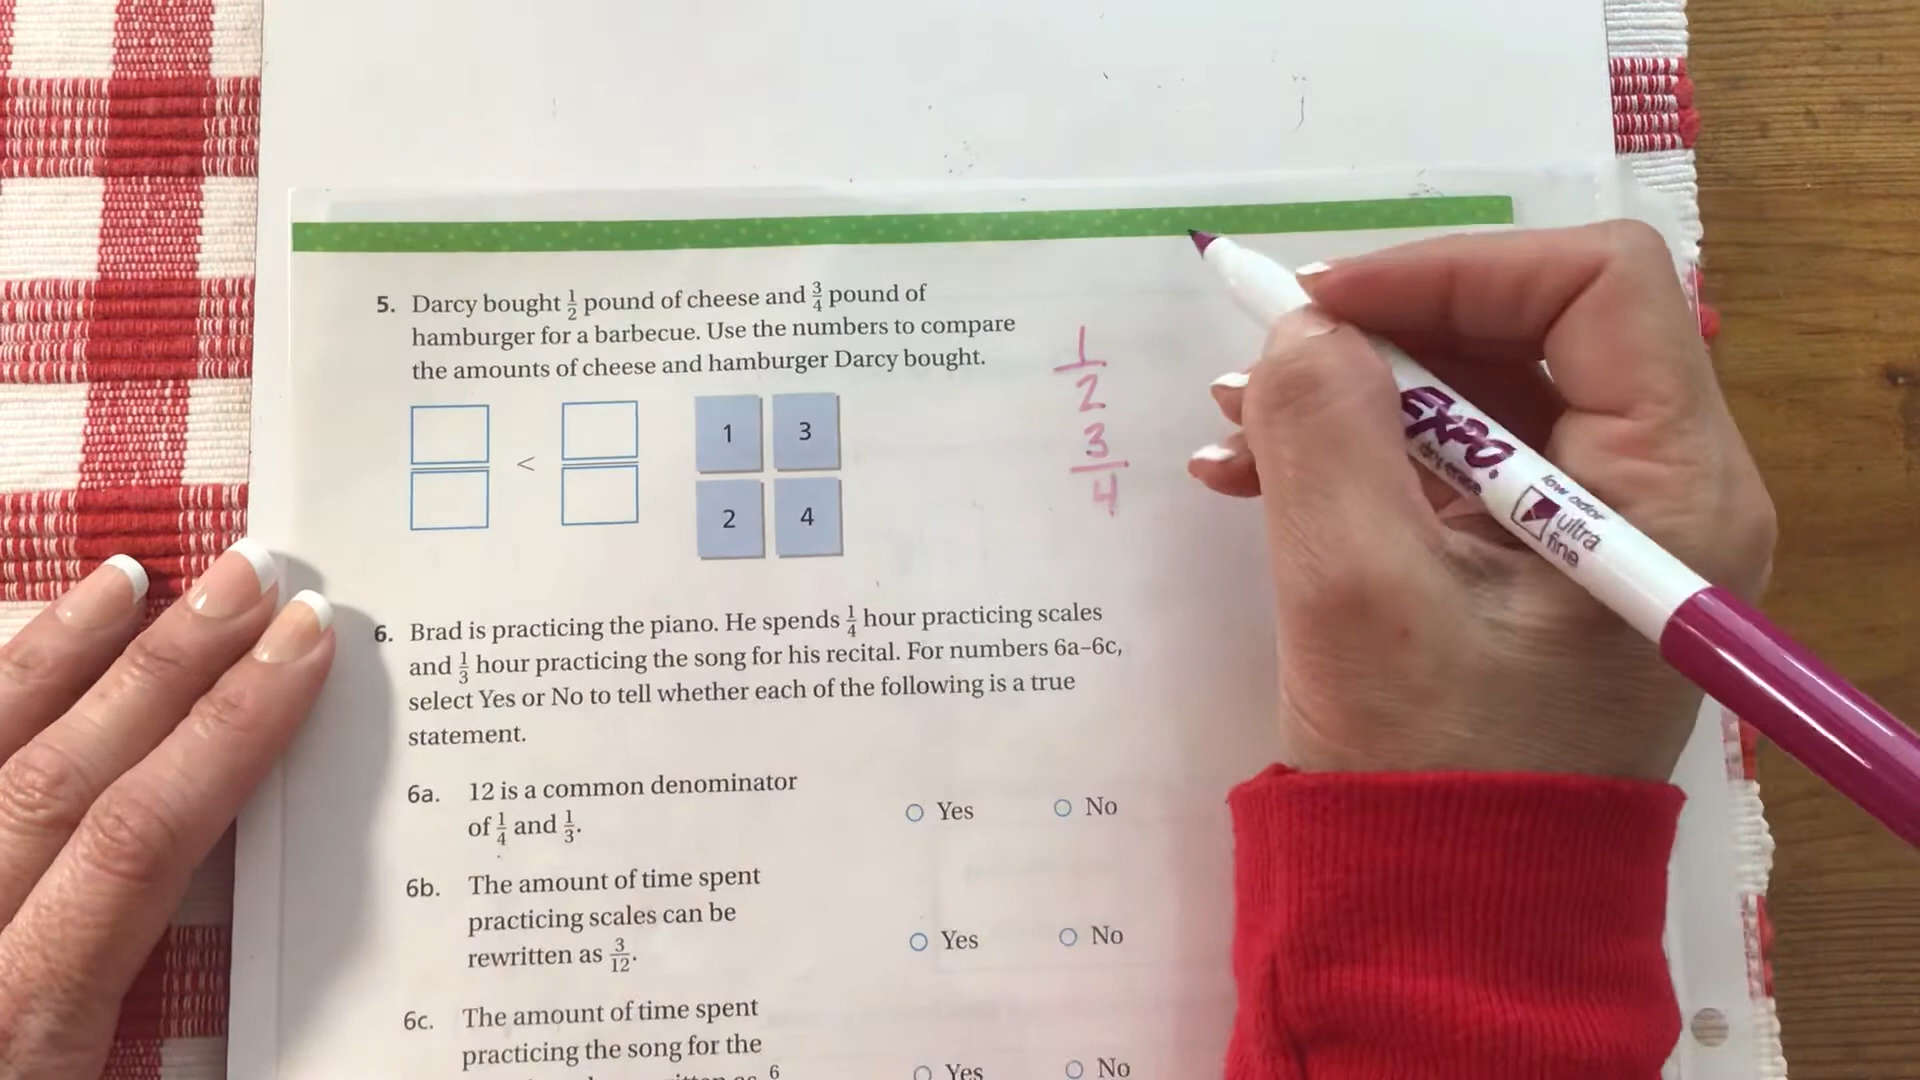 5. Darcy bought 1/2 pound of cheese and 3/4 pound of
hamburger for a barbecue. Use the numbers to compare
the amounts of cheese and hamburger Darcy bought.
<
1 3
2 4
1
2
3
4
EXPO.
dry erase
low odor
ultra
fine
6. Brad is practicing the piano. He spends 1/4 hour practicing scales
and 1/3 hour practicing the song for his recital. For numbers 6a–6c,
select Yes or No to tell whether each of the following is a true
statement.
6a. 12 is a common denominator
of 1/4 and 1/3.
Yes No
6b. The amount of time spent
practicing scales can be
rewritten as 3/12.
Yes No
6c. The amount of time spent
practicing the song for the
6
Yes No